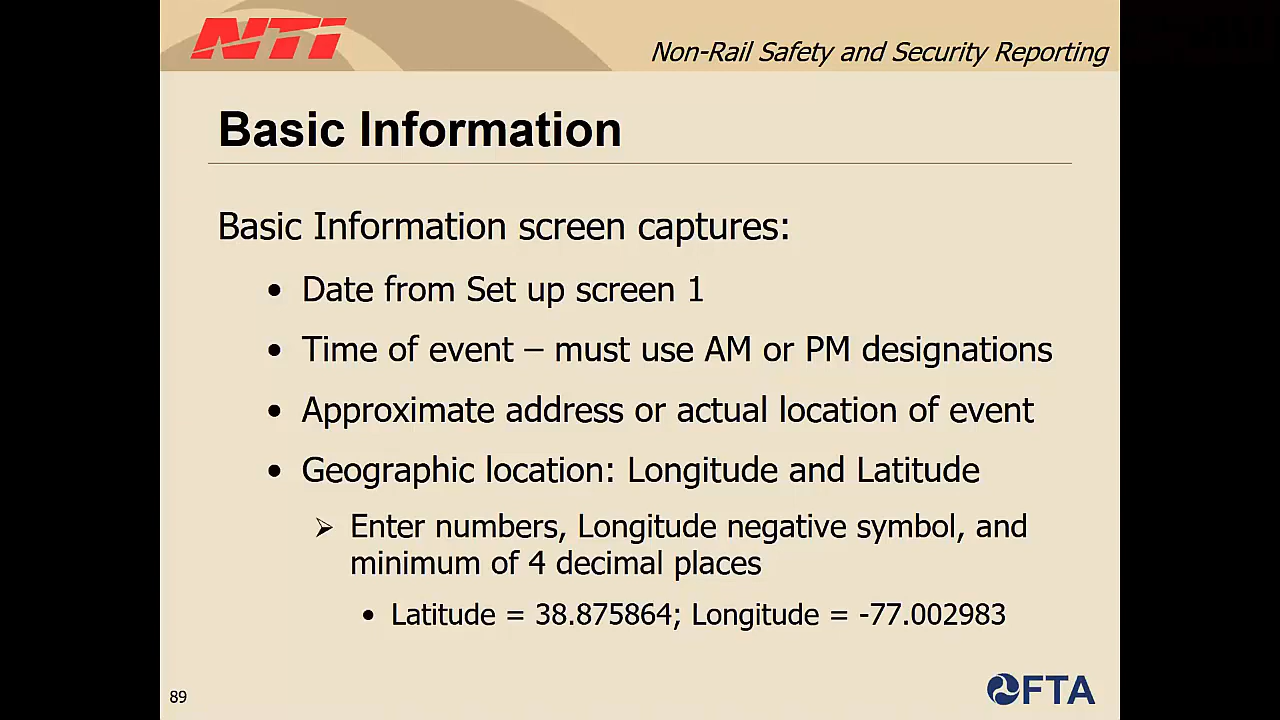 NTI
Non-Rail Safety and Security Reporting
Basic Information
Basic Information screen captures:
• Date from Set up screen 1
• Time of event – must use AM or PM designations
• Approximate address or actual location of event
• Geographic location: Longitude and Latitude
➢ Enter numbers, Longitude negative symbol, and
minimum of 4 decimal places
• Latitude = 38.875864; Longitude = -77.002983
89
FTA